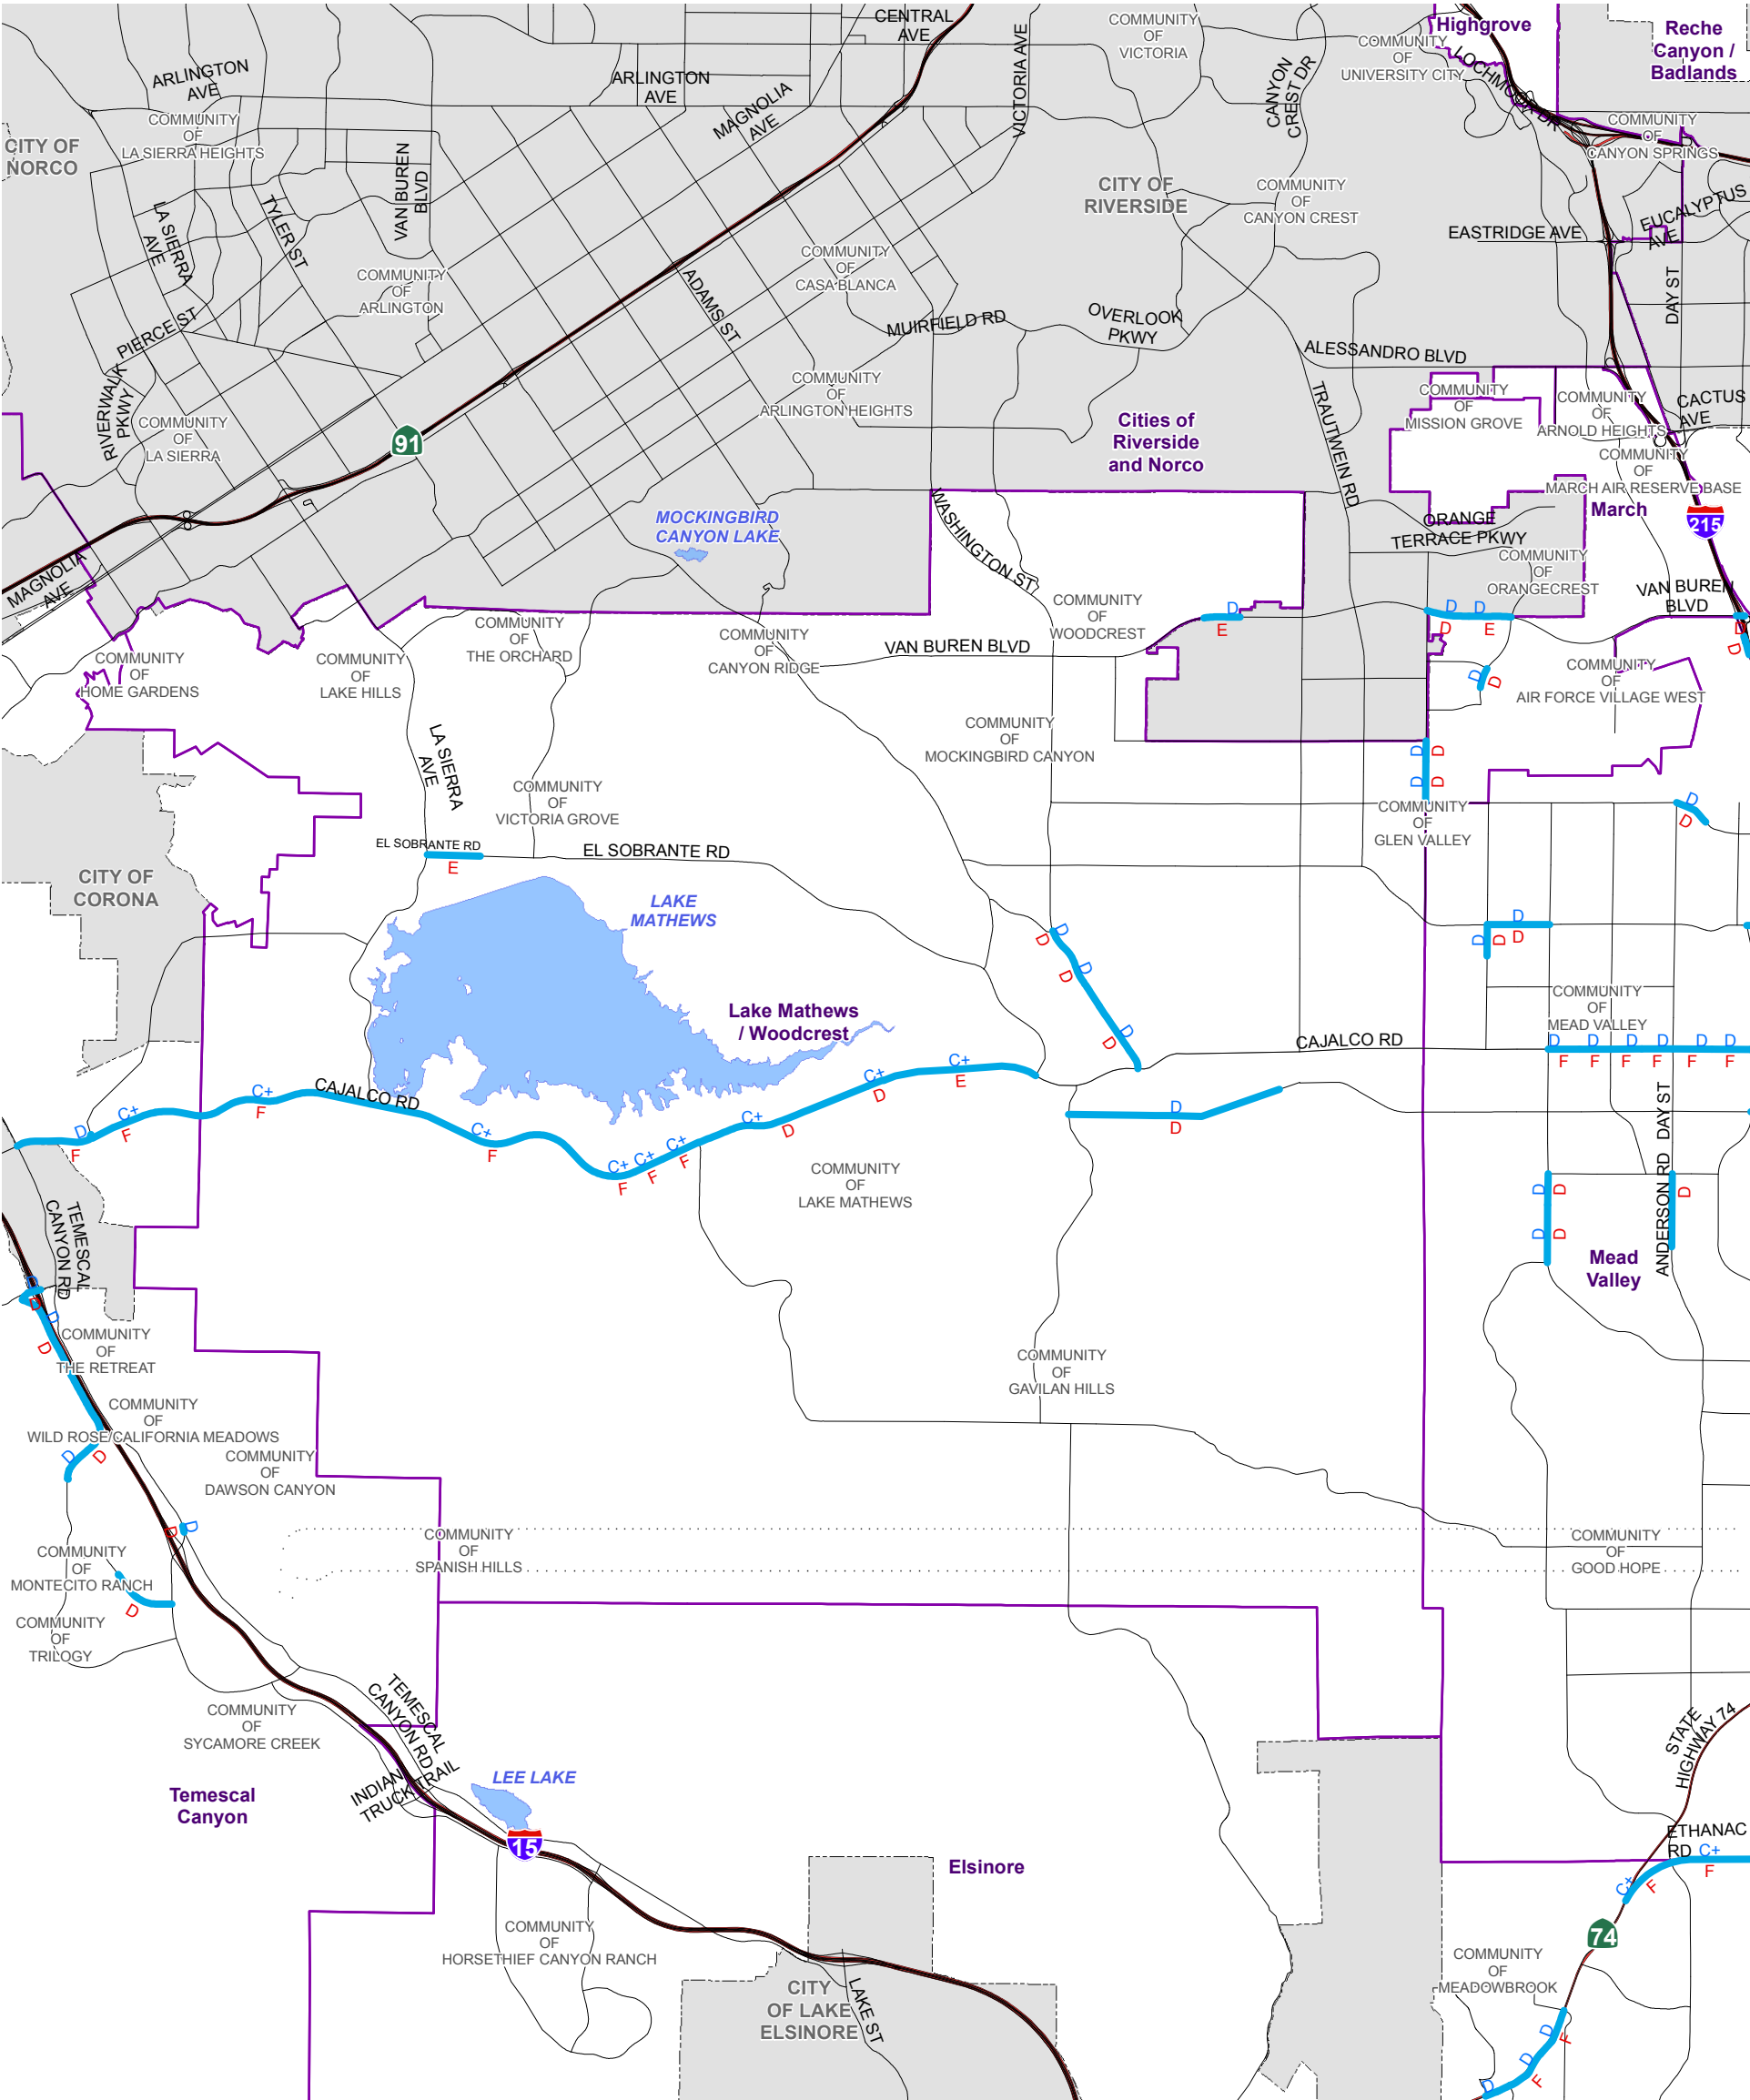 CENTRAL
AVE
COMMUNITY
OF
VICTORIA
VICTORIA AVE
Highgrove
COMMUNITY
OF
UNIVERSITY CITY
Reche
Canyon /
Badlands
LOCHMOOR DR
ARLINGTON
AVE
ARLINGTON
AVE
MAGNOLIA
AVE
CANYON
CREST DR
COMMUNITY
OF
LA SIERRA HEIGHTS
COMMUNITY
OF
CANYON SPRINGS
CITY OF
NORCO
VAN BUREN
BLVD
CITY OF
RIVERSIDE
COMMUNITY
OF
CANYON CREST
LA SIERRA
AVE
TYLER ST
EUCALYPTUS
AVE
EASTRIDGE AVE
COMMUNITY
OF
ARLINGTON
COMMUNITY
OF
CASA BLANCA
ADAMS ST
DAY ST
PIERCE ST
MUIRFIELD RD
OVERLOOK
PKWY
ALESSANDRO BLVD
RIVERWALK
PKWY
COMMUNITY
OF
ARLINGTON HEIGHTS
TRAUTWEIN RD
COMMUNITY
OF
MISSION GROVE
COMMUNITY
OF
ARNOLD HEIGHTS
CACTUS
AVE
COMMUNITY
OF
LA SIERRA
91
Cities of
Riverside
and Norco
COMMUNITY
OF
MARCH AIR RESERVE BASE
March
215
MOCKINGBIRD
CANYON LAKE
WASHINGTON ST
ORANGE
TERRACE PKWY
COMMUNITY
OF
ORANGECREST
MAGNOLIA
AVE
VAN BUREN
BLVD
COMMUNITY
OF
WOODCREST
D
E
D
D
D
E
D
D
COMMUNITY
OF
THE ORCHARD
COMMUNITY
OF
CANYON RIDGE
VAN BUREN BLVD
COMMUNITY
OF
HOME GARDENS
COMMUNITY
OF
LAKE HILLS
D
D
COMMUNITY
OF
AIR FORCE VILLAGE WEST
COMMUNITY
OF
MOCKINGBIRD CANYON
D
D
D
D
LA SIERRA
AVE
COMMUNITY
OF
VICTORIA GROVE
COMMUNITY
OF
GLEN VALLEY
D
D
EL SOBRANTE RD
E
EL SOBRANTE RD
CITY OF
CORONA
LAKE
MATHEWS
D
D
D
D
D
D
D
D
D
D
D
COMMUNITY
OF
MEAD VALLEY
Lake Mathews
/ Woodcrest
CAJALCO RD
D
D
D
D
D
D
F
F
F
F
F
F
D
F
C+
F
C+
F
CAJALCO RD
C+
F
C+
F
C+
F
C+
F
C+
D
C+
D
C+
E
D
D
COMMUNITY
OF
LAKE MATHEWS
ANDERSON RD
DAY ST
D
D
D
D
D
Mead
Valley
TEMESCAL
CANYON RD
D
D
D
D
COMMUNITY
OF
THE RETREAT
COMMUNITY
OF
GAVILAN HILLS
COMMUNITY
OF
WILD ROSE/CALIFORNIA MEADOWS
D
D
COMMUNITY
OF
DAWSON CANYON
D
D
COMMUNITY
OF
SPANISH HILLS
COMMUNITY
OF
GOOD HOPE
COMMUNITY
OF
MONTECITO RANCH
D
COMMUNITY
OF
TRILOGY
COMMUNITY
OF
SYCAMORE CREEK
TEMESCAL
CANYON RD
INDIAN
TRUCK TRAIL
LEE LAKE
STATE
HIGHWAY 74
Temescal
Canyon
15
Elsinore
ETHANAC
RD
C+
F
C+
F
74
COMMUNITY
OF
HORSETHIEF CANYON RANCH
COMMUNITY
OF
MEADOWBROOK
CITY
OF LAKE
ELSINORE
LAKE ST
D
F
D
F
D